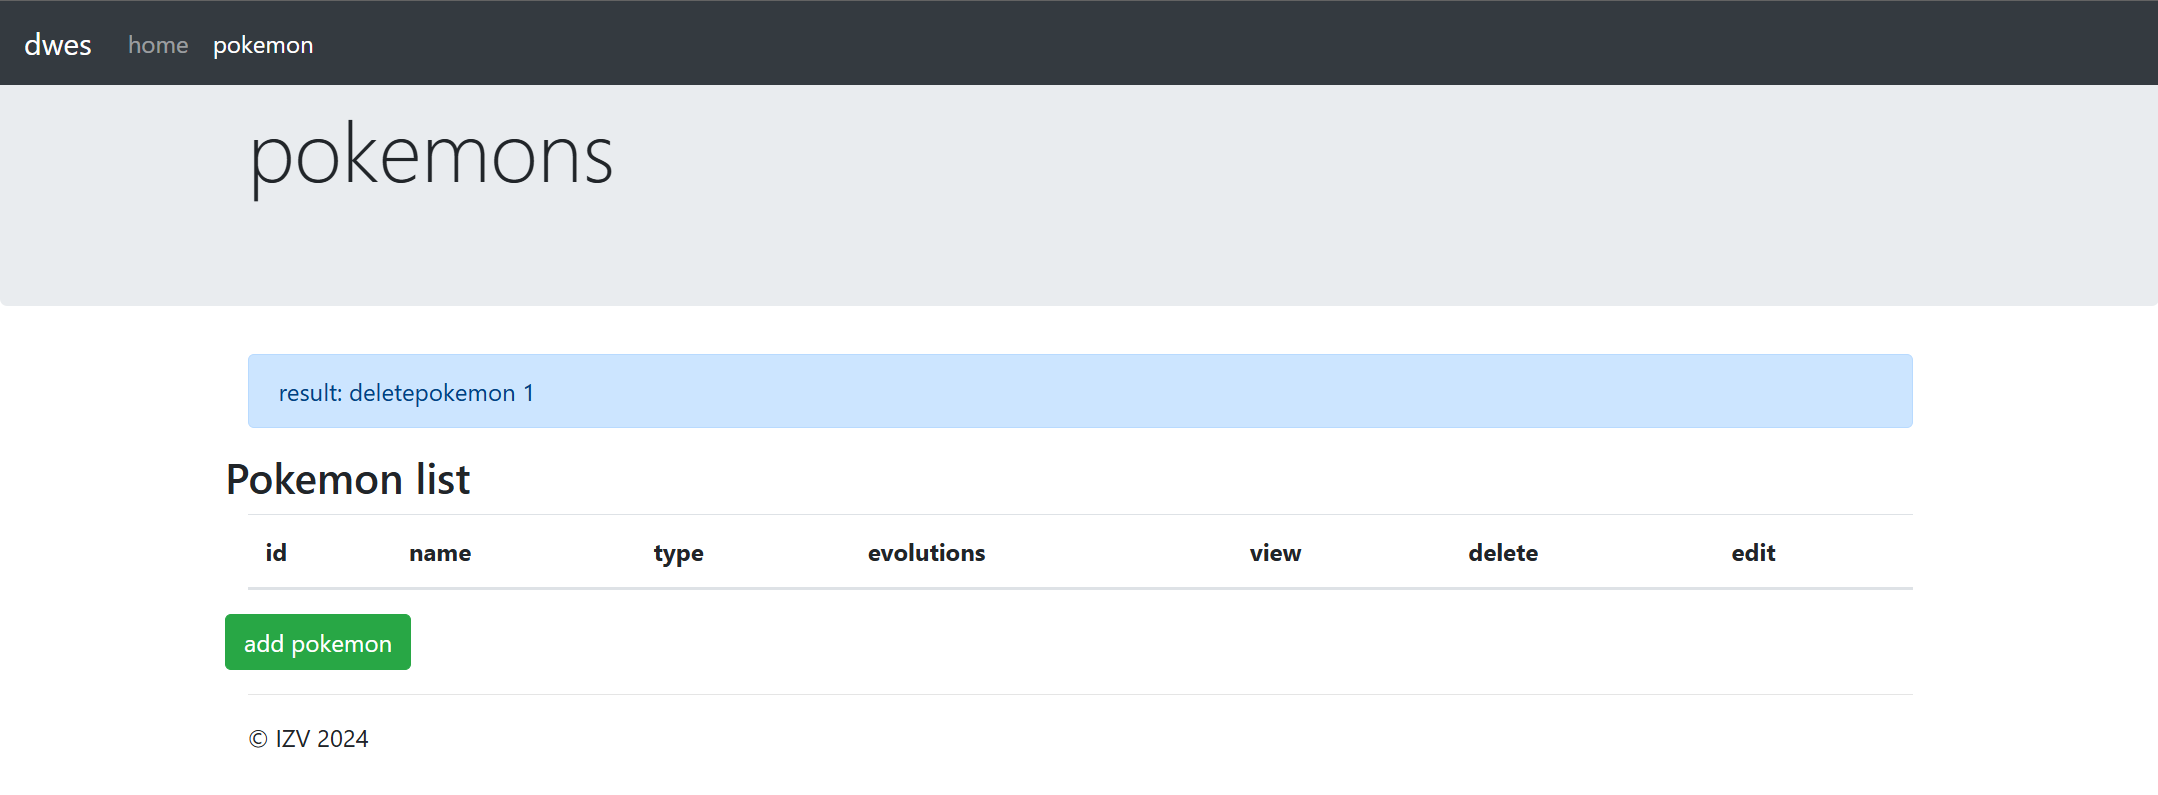 dwes home pokemon
pokemons
result: deletepokemon 1
Pokemon list
id name type evolutions view delete edit
add pokemon
© IZV 2024